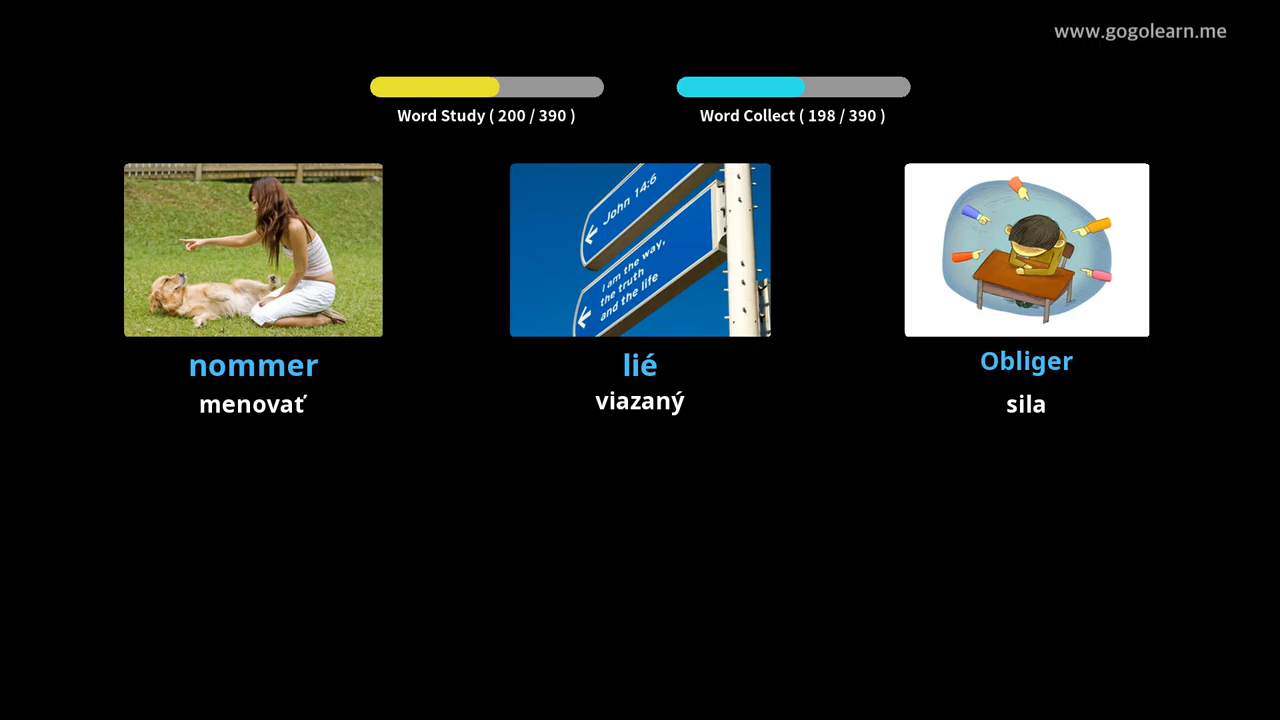 www.gogolearn.me
Word Study ( 200 / 390 )
Word Collect ( 198 / 390 )
John 14:6
I am the way,
the truth
and the life
nommer
menovať
lié
viazaný
Obliger
sila